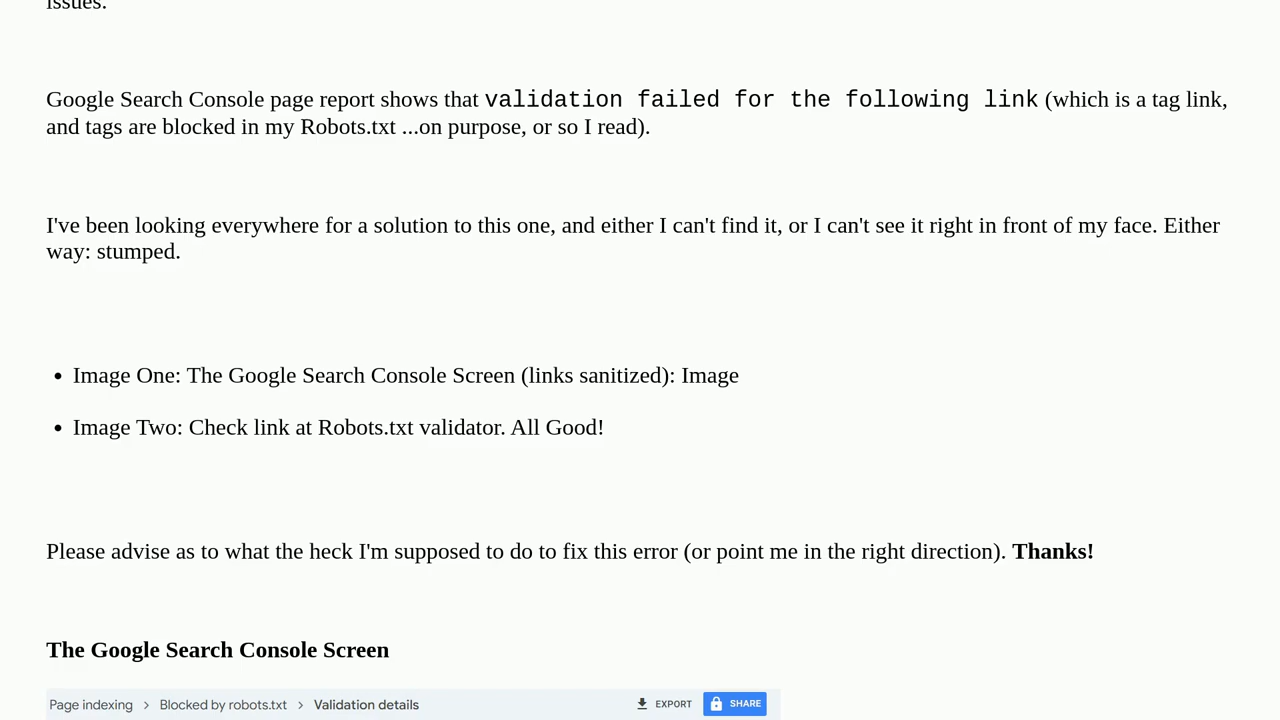 issues.
Google Search Console page report shows that validation failed for the following link (which is a tag link,
and tags are blocked in my Robots.txt ...on purpose, or so I read).
I've been looking everywhere for a solution to this one, and either I can't find it, or I can't see it right in front of my face. Either
way: stumped.
• Image One: The Google Search Console Screen (links sanitized): Image
• Image Two: Check link at Robots.txt validator. All Good!
Please advise as to what the heck I'm supposed to do to fix this error (or point me in the right direction). Thanks!
The Google Search Console Screen
Page indexing > Blocked by robots.txt > Validation details EXPORT SHARE